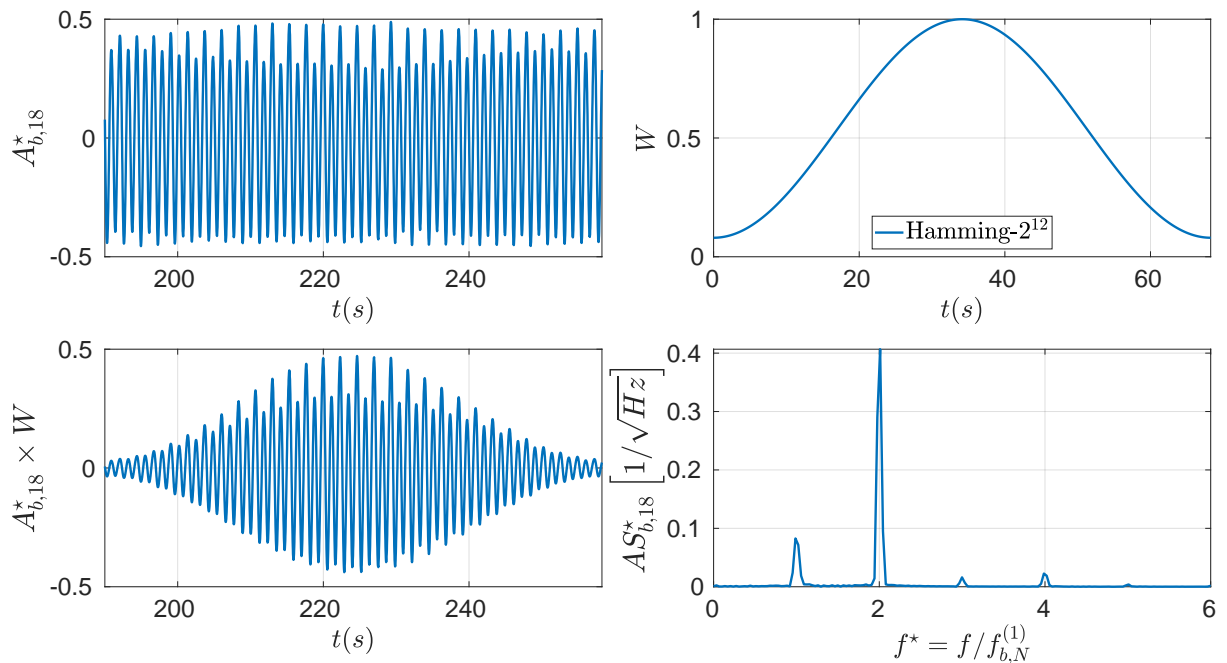 0.5
0
-0.5
A⋆b,18
200 220 240
t(s)
1
0.5
0
W
Hamming-2¹²
0 20 40 60
t(s)
0.5
0
-0.5
A⋆b,18 × W
200 220 240
t(s)
0.4
0.3
0.2
0.1
0
AS⋆b,18 [1/√Hz]
0 2 4 6
f⋆ = f/f(1)b,N